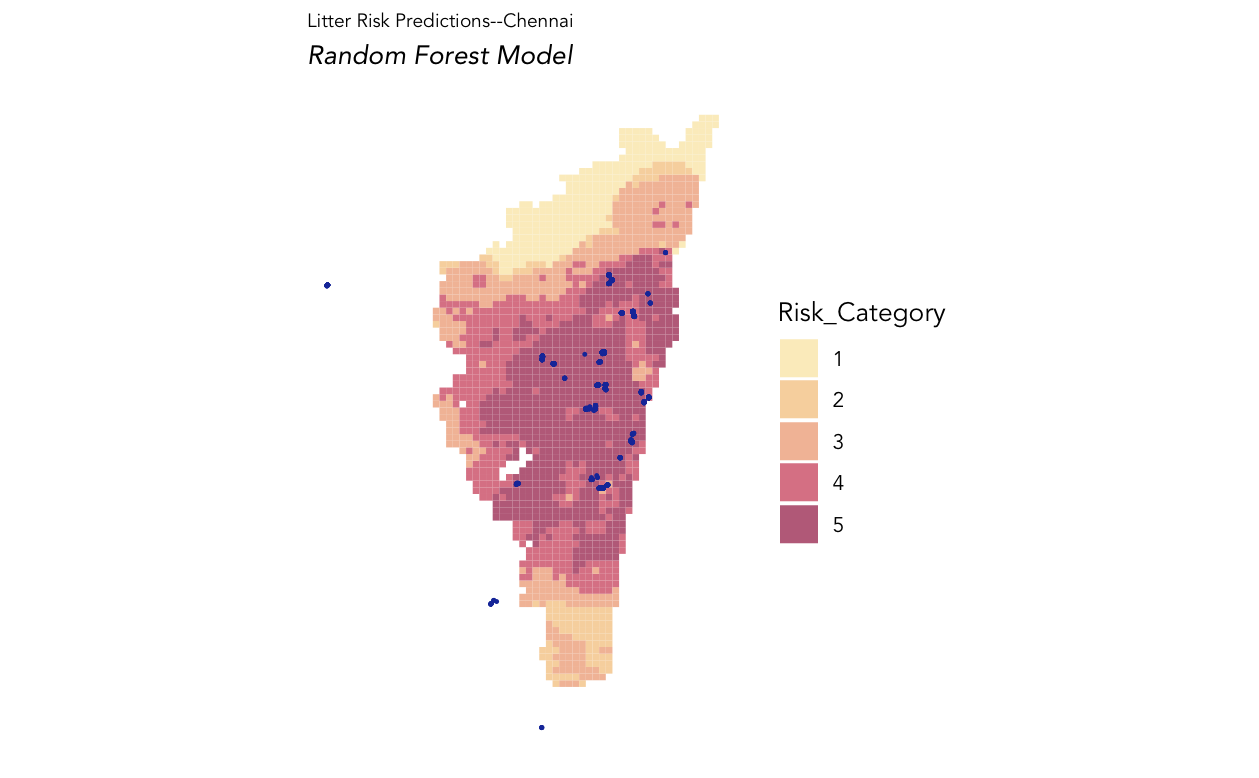 Litter Risk Predictions--Chennai
Random Forest Model
Risk_Category
1
2
3
4
5